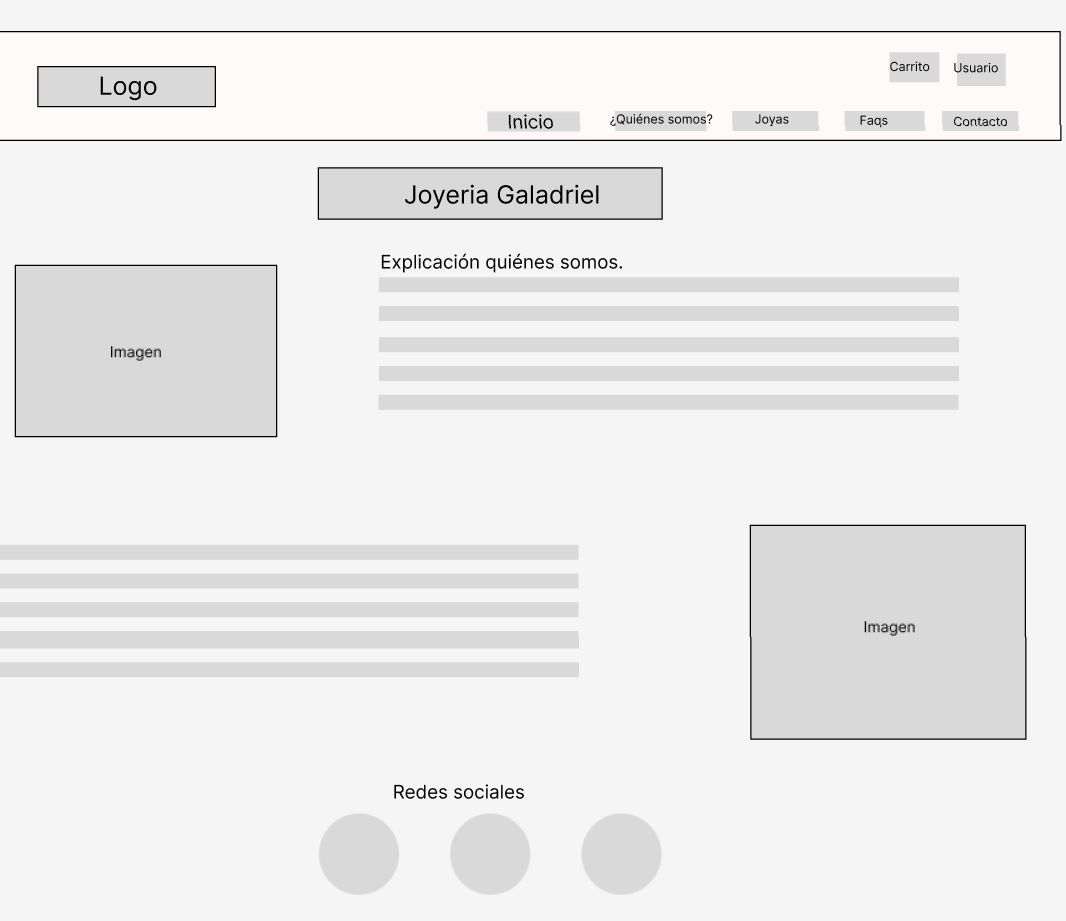 Logo
Carrito
Usuario
Inicio
¿Quiénes somos?
Joyas
Faqs
Contacto
Joyeria Galadriel
Explicación quiénes somos.
Imagen
Imagen
Redes sociales